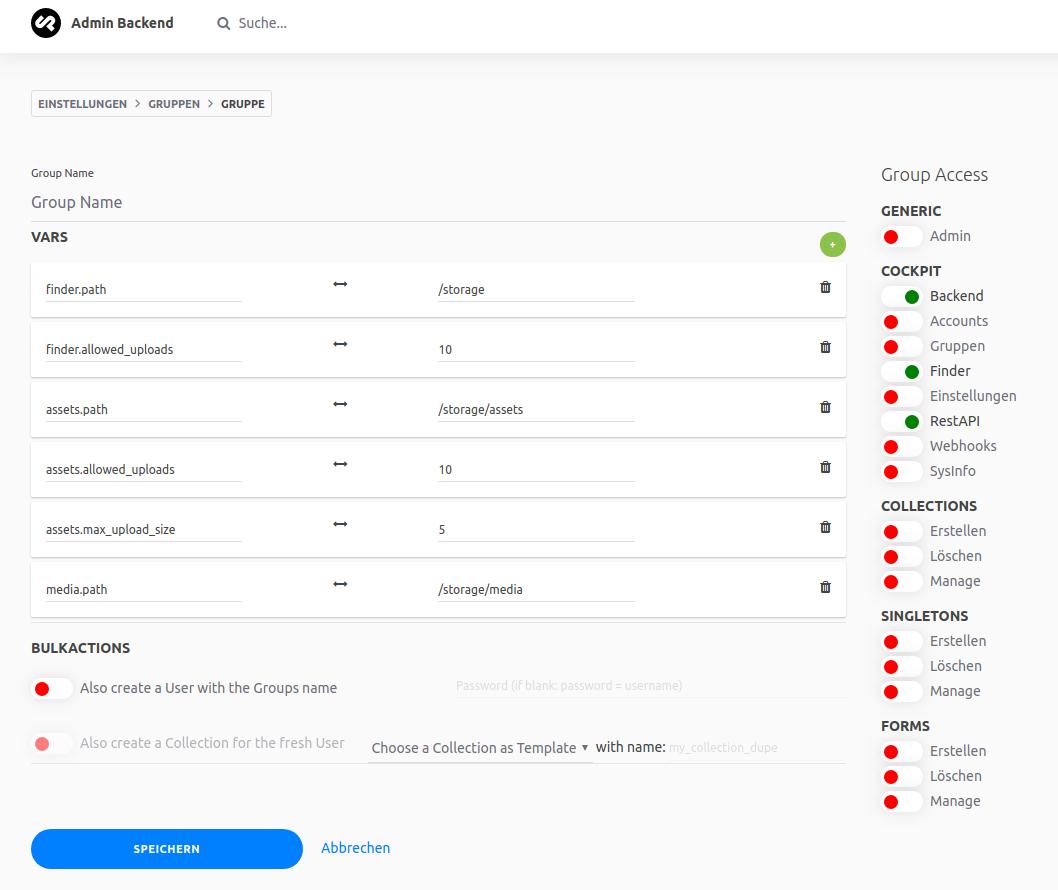 Admin Backend
Suche...
EINSTELLUNGEN > GRUPPEN > GRUPPE
Group Name
Group Name
VARS
+
finder.path ↔ /storage
finder.allowed_uploads ↔ 10
assets.path ↔ /storage/assets
assets.allowed_uploads ↔ 10
assets.max_upload_size ↔ 5
media.path ↔ /storage/media
BULKACTIONS
Also create a User with the Groups name
Password (if blank: password = username)
Also create a Collection for the fresh User
Choose a Collection as Template ▾ with name: my_collection_dupe
SPEICHERN
Abbrechen
Group Access
GENERIC
Admin
COCKPIT
Backend
Accounts
Gruppen
Finder
Einstellungen
RestAPI
Webhooks
SysInfo
COLLECTIONS
Erstellen
Löschen
Manage
SINGLETONS
Erstellen
Löschen
Manage
FORMS
Erstellen
Löschen
Manage